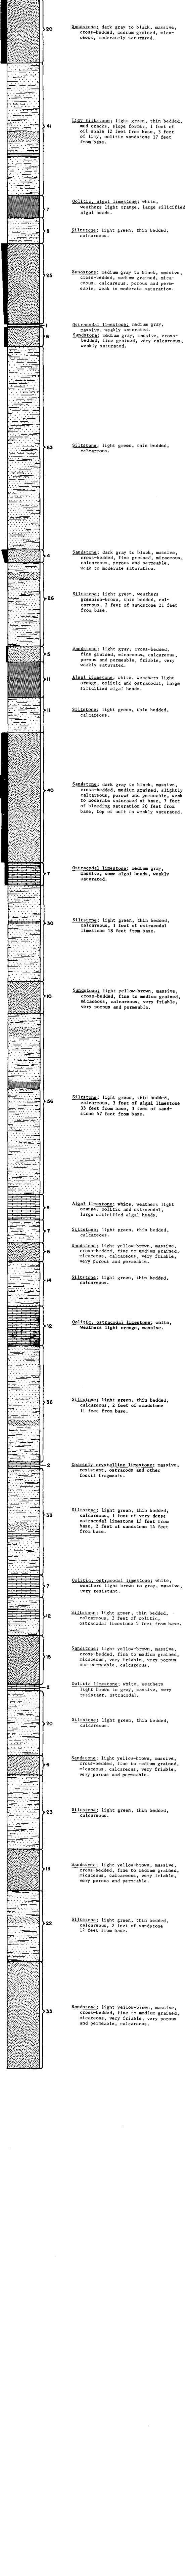 20
Sandstone; dark gray to black, massive,
cross-bedded, medium grained, mica-
ceous, moderately saturated.
41
Limy siltstone; light green, thin bedded,
mud cracks, slope former, 1 foot of
oil shale 12 feet from base, 3 feet
of limy, oolitic sandstone 17 feet
from base.
7
Oolitic, algal limestone; white,
weathers light orange, large silicified
algal heads.
8
Siltstone; light green, thin bedded,
calcareous.
25
Sandstone; medium gray to black, massive,
cross-bedded, medium grained, mica-
ceous, calcareous, porous and perm-
eable, weak to moderate saturation.
1
Ostracodal limestone; medium gray,
massive, weakly saturated.
6
Sandstone; medium gray, massive, cross-
bedded, fine grained, very calcareous,
weakly saturated.
63
Siltstone; light green, thin bedded,
calcareous.
4
Sandstone; dark gray to black, massive,
cross-bedded, fine grained, micaceous,
calcareous, porous and permeable,
weak to moderate saturation.
26
Siltstone; light green, weathers
greenish-brown, thin bedded, cal-
careous, 2 feet of sandstone 21 feet
from base.
5
Sandstone; light gray, cross-bedded,
fine grained, micaceous, calcareous,
porous and permeable, friable, very
weakly saturated.
11
Algal limestone; white, weathers light
orange, oolitic and ostracodal, large
silicified algal heads.
11
Siltstone; light green, thin bedded,
calcareous.
40
Sandstone; dark gray to black, massive,
cross-bedded, medium grained, slightly
calcareous, porous and permeable, weak
to moderate saturated at base, 7 feet
of bleeding saturation 20 feet from
base, top of unit is weakly saturated.
7
Ostracodal limestone; medium gray,
massive, some algal heads, weakly
saturated.
30
Siltstone; light green, thin bedded,
calcareous, 1 foot of ostracodal
limestone 18 feet from base.
10
Sandstone; light yellow-brown, massive,
cross-bedded, fine to medium grained,
micaceous, calcareous, very friable,
very porous and permeable.
56
Siltstone; light green, thin bedded,
calcareous, 3 feet of algal limestone
33 feet from base, 3 feet of sand-
stone 47 feet from base.
8
Algal limestone; white, weathers light
orange, oolitic and ostracodal,
large silicified algal heads.
7
Siltstone; light green, thin bedded,
calcareous.
6
Sandstone; light yellow-brown, massive,
cross-bedded, fine to medium grained,
micaceous, calcareous, very friable,
very porous and permeable.
14
Siltstone; light green, thin bedded,
calcareous.
12
Oolitic, ostracodal limestone; white,
weathers light orange, massive.
36
Siltstone; light green, thin bedded,
calcareous, 2 feet of sandstone
11 feet from base.
2
Coarsely crystalline limestone; massive,
resistant, ostracode and other
fossil fragments.
33
Siltstone; light green, thin bedded,
calcareous, 1 foot of very dense
ostracodal limestone 12 feet from
base, 2 feet of sandstone 14 feet
from base.
7
Oolitic, ostracodal limestone; white,
weathers light brown to gray, massive,
very resistant.
12
Siltstone; light green, thin bedded,
calcareous, 2 feet of oolitic,
ostracodal limestone 5 feet from base.
15
Sandstone; light yellow-brown, massive,
cross-bedded, fine to medium grained,
micaceous, friable, very porous
and permeable, calcareous.
2
Oolitic limestone; white, weathers
light brown to gray, massive, very
resistant, ostracodal.
20
Siltstone; light green, thin bedded,
calcareous.
6
Sandstone; light yellow-brown, massive,
cross-bedded, fine to medium grained,
micaceous, calcareous, very friable,
very porous and permeable.
23
Siltstone; light green, thin bedded,
calcareous.
13
Sandstone; light yellow-brown, massive,
cross-bedded, fine to medium grained,
micaceous, calcareous, very friable,
very porous and permeable.
22
Siltstone; light green, thin bedded,
calcareous, 2 feet of sandstone
12 feet from base.
33
Sandstone; light yellow-brown, massive,
cross-bedded, fine to medium grained,
micaceous, very friable, very porous
and permeable, calcareous.